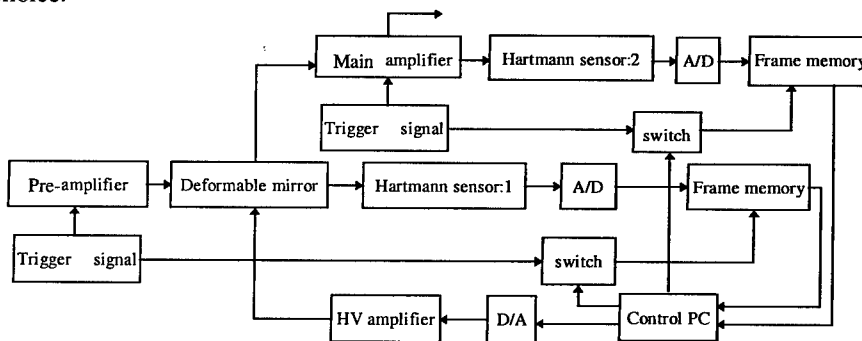 Main amplifier
Hartmann sensor:2
A/D
Frame memory
Trigger signal
switch
Pre-amplifier
Deformable mirror
Hartmann sensor:1
A/D
Frame memory
Trigger signal
switch
HV amplifier
D/A
Control PC